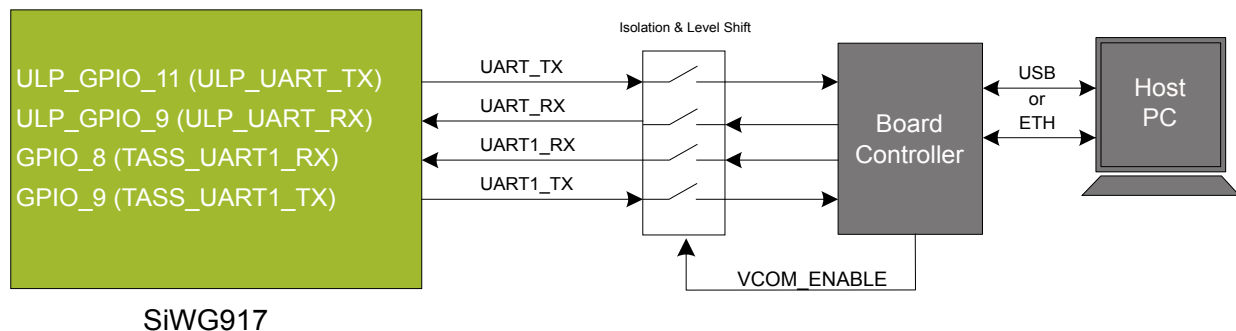 Isolation & Level Shift
ULP_GPIO_11 (ULP_UART_TX)
ULP_GPIO_9 (ULP_UART_RX)
GPIO_8 (TASS_UART1_RX)
GPIO_9 (TASS_UART1_TX)
UART_TX
UART_RX
UART1_RX
UART1_TX
Board
Controller
USB
or
ETH
Host
PC
VCOM_ENABLE
SiWG917